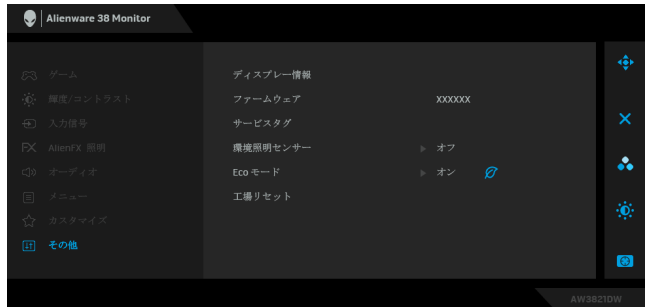 Alienware 38 Monitor
ゲーム
輝度/コントラスト
入力信号
FX AlienFX 照明
オーディオ
メニュー
カスタマイズ
その他
ディスプレー情報
ファームウェア XXXXXX
サービスタグ
環境照明センサー オフ
Eco モード オン
工場リセット
AW3821DW